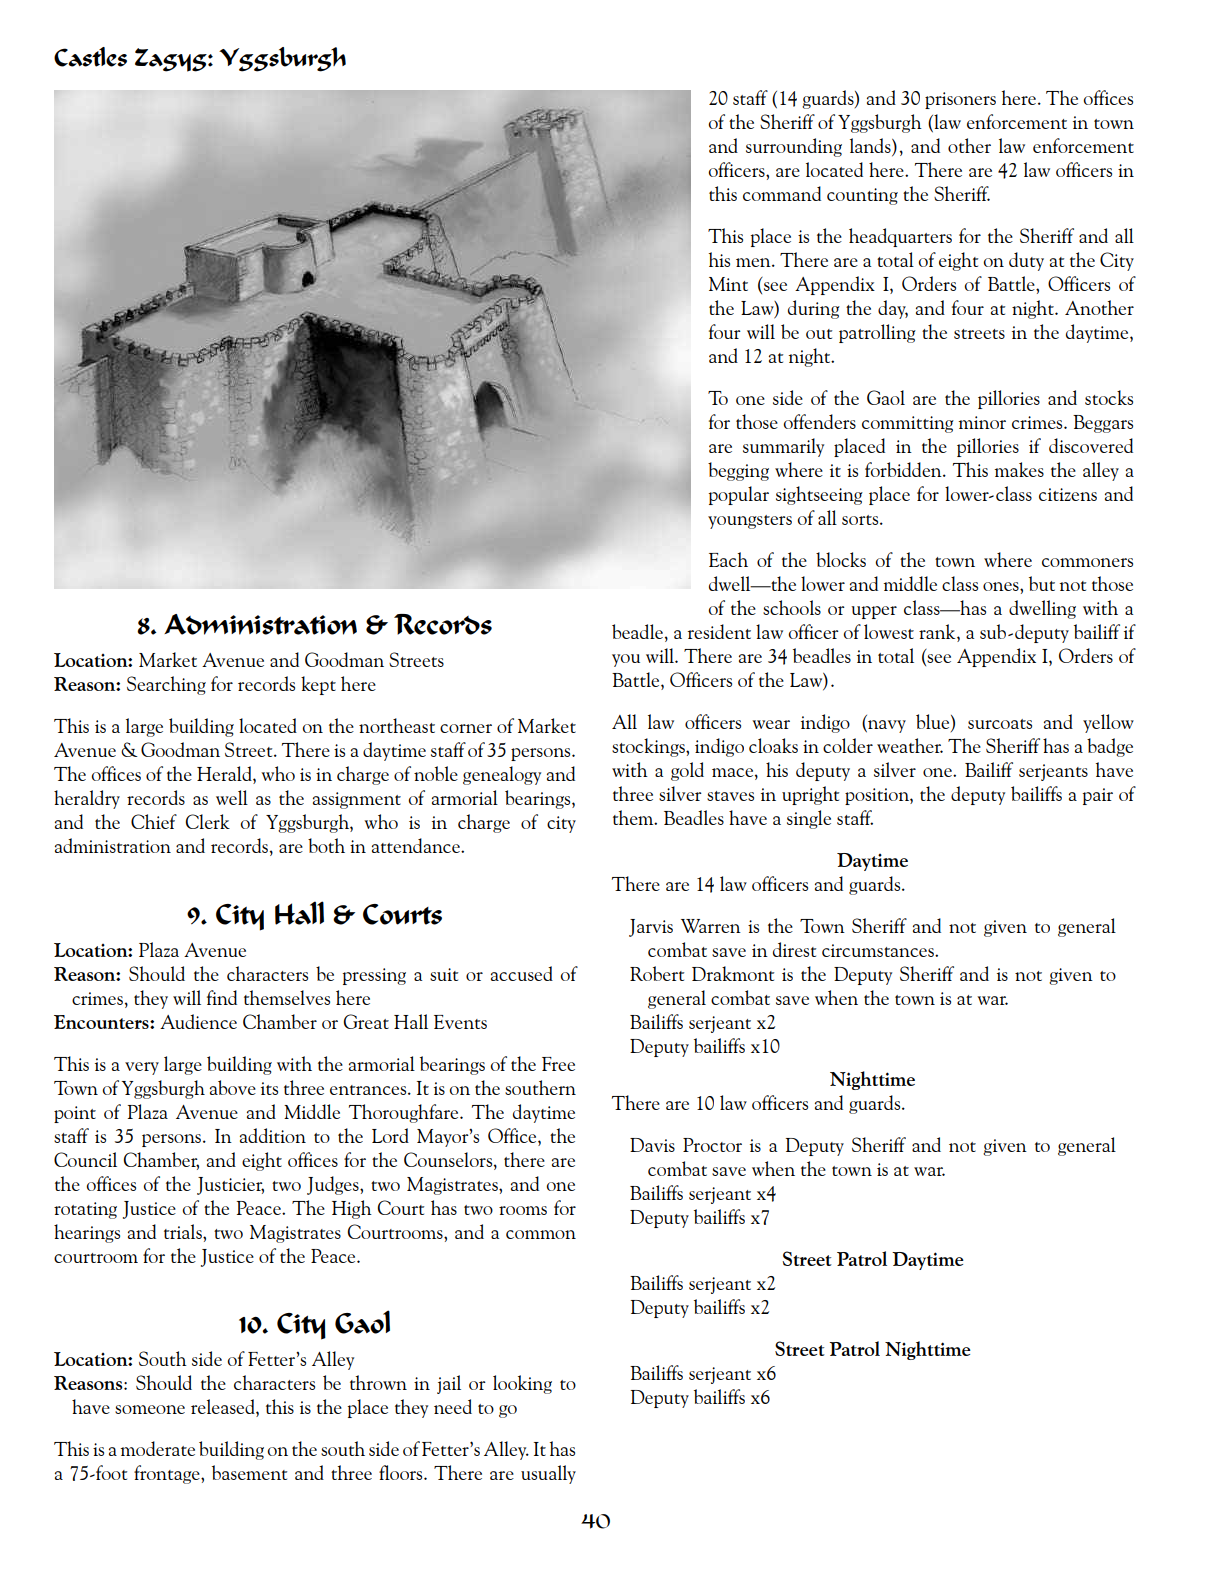 Castles Zagyg: Yggsburgh
8. Administration & Records
Location: Market Avenue and Goodman Streets
Reason: Searching for records kept here
This is a large building located on the northeast corner of Market
Avenue & Goodman Street. There is a daytime staff of 35 persons.
The offices of the Herald, who is in charge of noble genealogy and
heraldry records as well as the assignment of armorial bearings,
and the Chief Clerk of Yggsburgh, who is in charge of city
administration and records, are both in attendance.
9. City Hall & Courts
Location: Plaza Avenue
Reason: Should the characters be pressing a suit or accused of
crimes, they will find themselves here
Encounters: Audience Chamber or Great Hall Events
This is a very large building with the armorial bearings of the Free
Town of Yggsburgh above its three entrances. It is on the southern
point of Plaza Avenue and Middle Thoroughfare. The daytime
staff is 35 persons. In addition to the Lord Mayor's Office, the
Council Chamber, and eight offices for the Counselors, there are
the offices of the Justicier, two Judges, two Magistrates, and one
rotating Justice of the Peace. The High Court has two rooms for
hearings and trials, two Magistrates Courtrooms, and a common
courtroom for the Justice of the Peace.
10. City Gaol
Location: South side of Fetter's Alley
Reasons: Should the characters be thrown in jail or looking to
have someone released, this is the place they need to go
This is a moderate building on the south side of Fetter's Alley. It has
a 75-foot frontage, basement and three floors. There are usually
20 staff (14 guards) and 30 prisoners here. The offices
of the Sheriff of Yggsburgh (law enforcement in town
and surrounding lands), and other law enforcement
officers, are located here. There are 42 law officers in
this command counting the Sheriff.
This place is the headquarters for the Sheriff and all
his men. There are a total of eight on duty at the City
Mint (see Appendix I, Orders of Battle, Officers of
the Law) during the day, and four at night. Another
four will be out patrolling the streets in the daytime,
and 12 at night.
To one side of the Gaol are the pillories and stocks
for those offenders committing minor crimes. Beggars
are summarily placed in the pillories if discovered
begging where it is forbidden. This makes the alley a
popular sightseeing place for lower-class citizens and
youngsters of all sorts.
Each of the blocks of the town where commoners
dwell—the lower and middle class ones, but not those
of the schools or upper class—has a dwelling with a
beadle, a resident law officer of lowest rank, a sub-deputy bailiff if
you will. There are 34 beadles in total (see Appendix I, Orders of
Battle, Officers of the Law).
All law officers wear indigo (navy blue) surcoats and yellow
stockings, indigo cloaks in colder weather. The Sheriff has a badge
with a gold mace, his deputy a silver one. Bailiff serjeants have
three silver staves in upright position, the deputy bailiffs a pair of
them. Beadles have a single staff.
Daytime
There are 14 law officers and guards.
Jarvis Warren is the Town Sheriff and not given to general
combat save in direst circumstances.
Robert Drakmont is the Deputy Sheriff and is not given to
general combat save when the town is at war.
Bailiffs serjeant x2
Deputy bailiffs x10
Nighttime
There are 10 law officers and guards.
Davis Proctor is a Deputy Sheriff and not given to general
combat save when the town is at war.
Bailiffs serjeant x4
Deputy bailiffs x7
Street Patrol Daytime
Bailiffs serjeant x2
Deputy bailiffs x2
Street Patrol Nighttime
Bailiffs serjeant x6
Deputy bailiffs x6
40